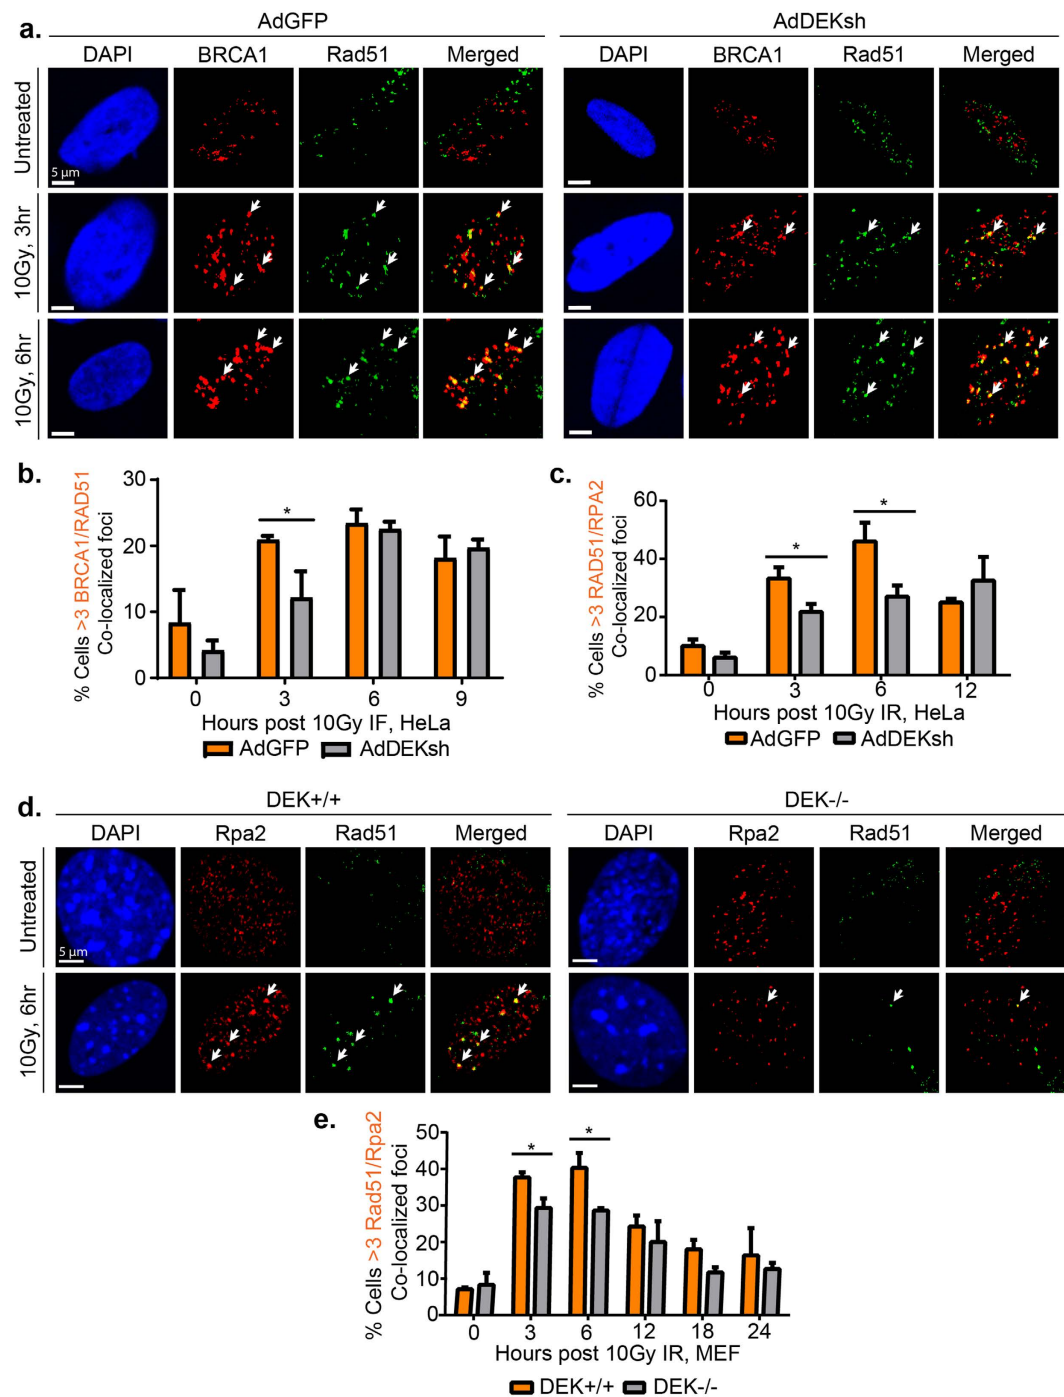 a.
AdGFP
AdDEKsh
DAPI BRCA1 Rad51 Merged
DAPI BRCA1 Rad51 Merged
Untreated
5 µm
10Gy, 3hr
10Gy, 6hr
b.
% Cells >3 BRCA1/RAD51
Co-localized foci
30
20
10
0
*
0 3 6 9
Hours post 10Gy IF, HeLa
AdGFP AdDEKsh
c.
% Cells >3 RAD51/RPA2
Co-localized foci
60
40
20
0
*
*
0 3 6 12
Hours post 10Gy IR, HeLa
AdGFP AdDEKsh
d.
DEK+/+
DEK-/-
DAPI Rpa2 Rad51 Merged
DAPI Rpa2 Rad51 Merged
Untreated
5 µm
10Gy, 6hr
e.
% Cells >3 Rad51/Rpa2
Co-localized foci
50
40
30
20
10
0
*
*
0 3 6 12 18 24
Hours post 10Gy IR, MEF
DEK+/+ DEK-/-